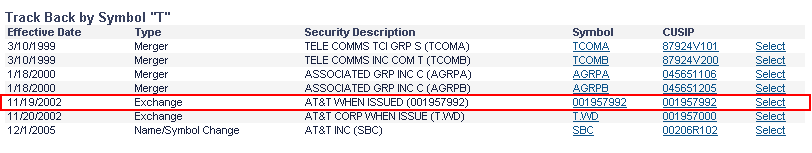 Track Back by Symbol "T"
Effective Date Type Security Description Symbol CUSIP
3/10/1999 Merger TELE COMMS TCI GRP S (TCOMA) TCOMA 87924V101 Select
3/10/1999 Merger TELE COMMS INC COM T (TCOMB) TCOMB 87924V200 Select
1/18/2000 Merger ASSOCIATED GRP INC C (AGRPA) AGRPA 045651106 Select
1/18/2000 Merger ASSOCIATED GRP INC C (AGRPB) AGRPB 045651205 Select
11/19/2002 Exchange AT&T WHEN ISSUED (001957992) 001957992 001957992 Select
11/20/2002 Exchange AT&T CORP WHEN ISSUE (T.WD) T.WD 001957000 Select
12/1/2005 Name/Symbol Change AT&T INC (SBC) SBC 00206R102 Select